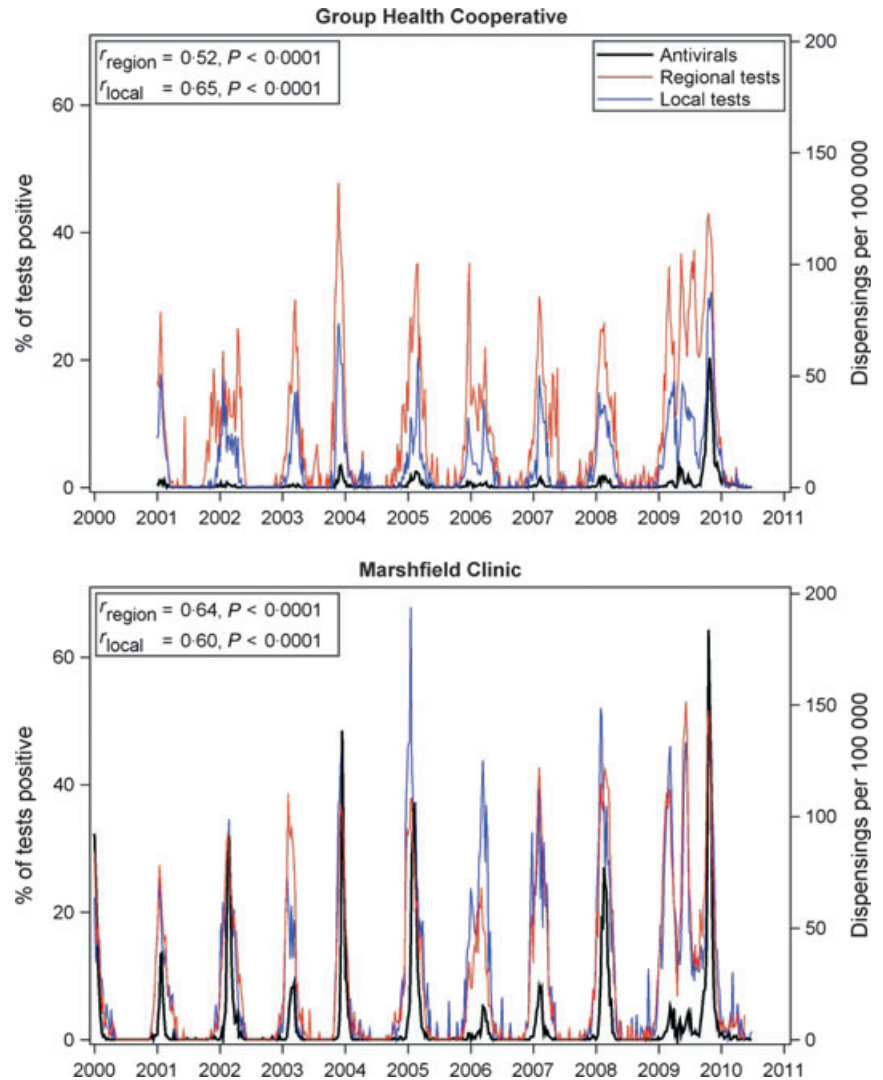 Group Health Cooperative
r region = 0·52, P < 0·0001
r local = 0·65, P < 0·0001
Antivirals
Regional tests
Local tests
% of tests positive
60
40
20
0
200
150
100
50
0
Dispensings per 100 000
2000 2001 2002 2003 2004 2005 2006 2007 2008 2009 2010 2011
Marshfield Clinic
r region = 0·64, P < 0·0001
r local = 0·60, P < 0·0001
% of tests positive
60
40
20
0
200
150
100
50
0
Dispensings per 100 000
2000 2001 2002 2003 2004 2005 2006 2007 2008 2009 2010 2011